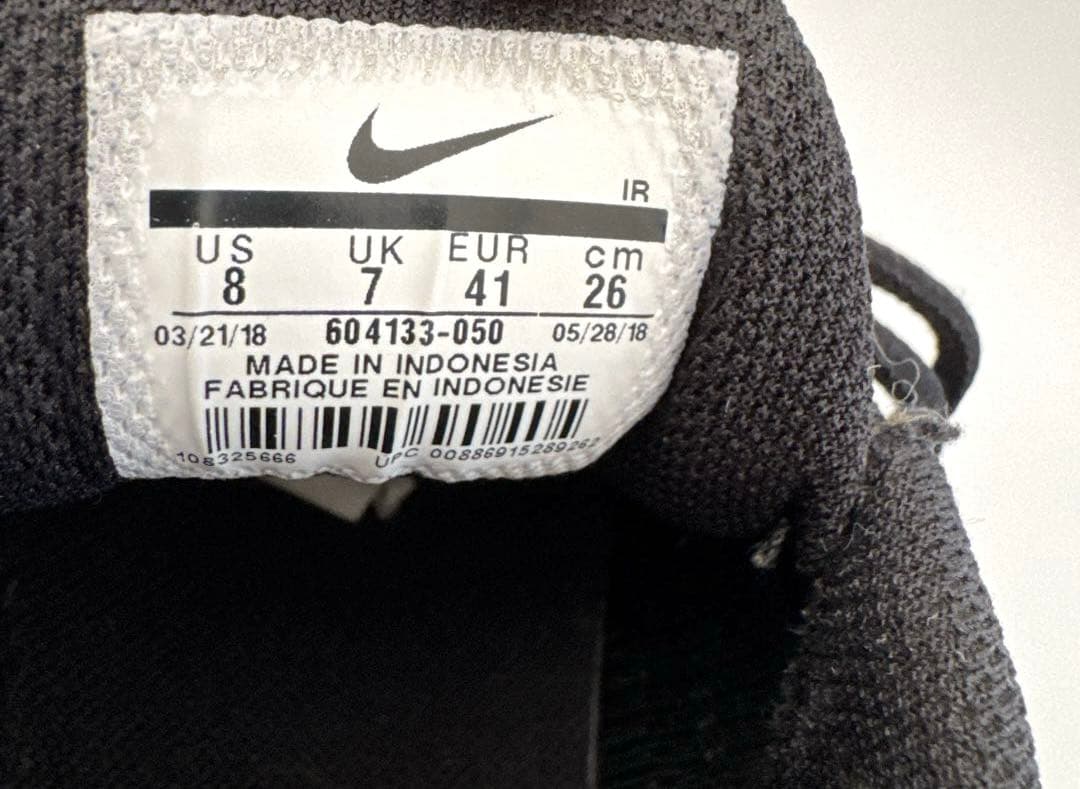 IR
US UK EUR cm
8 7 41 26
03/21/18 604133-050 05/28/18
MADE IN INDONESIA
FABRIQUE EN INDONESIE
108325666 UPC 00886915289262